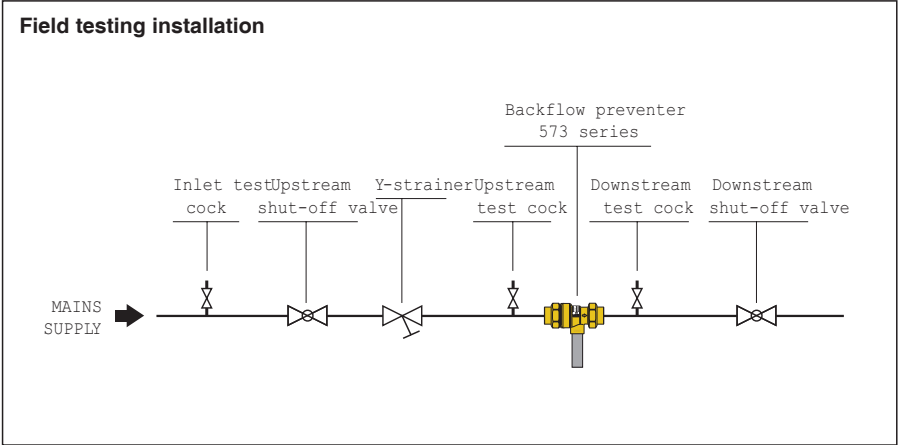 Field testing installation
Backflow preventer
573 series
Inlet test
cock
Upstream
shut-off valve
Y-strainer
Upstream
test cock
Downstream
test cock
Downstream
shut-off valve
MAINS
SUPPLY